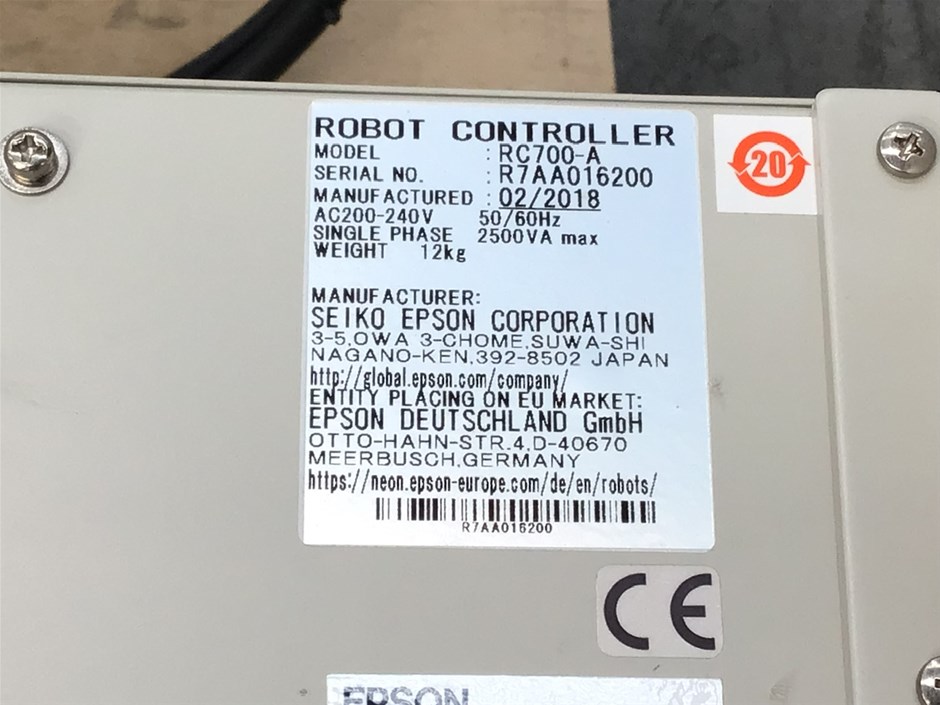 ROBOT CONTROLLER
MODEL : RC700-A
SERIAL NO. : R7AA016200
MANUFACTURED : 02/2018
AC200-240V 50/60Hz
SINGLE PHASE 2500VA max
WEIGHT 12kg
20
MANUFACTURER:
SEIKO EPSON CORPORATION
3-5,OWA 3-CHOME,SUWA-SHI
NAGANO-KEN,392-8502 JAPAN
http://global.epson.com/company/
ENTITY PLACING ON EU MARKET:
EPSON DEUTSCHLAND GmbH
OTTO-HAHN-STR.4,D-40670
MEERBUSCH,GERMANY
https://neon.epson-europe.com/de/en/robots/
R7AA016200
CE
EPSON